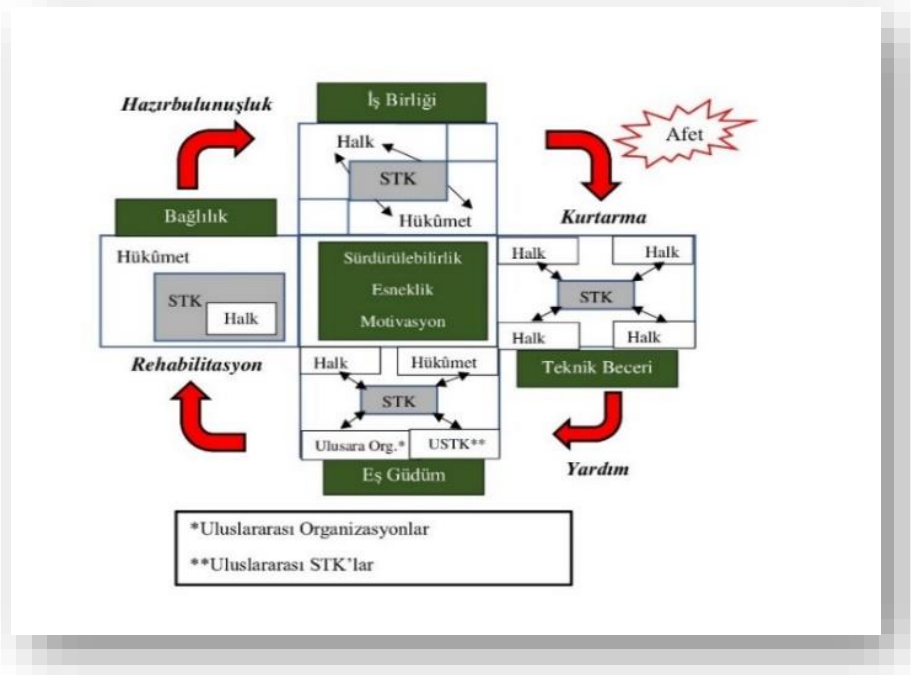 İş Birliği
Hazırbulunuşluk
Afet
Halk
STK
Hükûmet
Kurtarma
Bağlılık
Hükûmet
STK
Halk
Sürdürülebilirlik
Esneklik
Motivasyon
Halk
Halk
STK
Halk
Halk
Rehabilitasyon
Halk
Hükûmet
STK
Ulusara Org.*
USTK**
Teknik Beceri
Eş Güdüm
Yardım
*Uluslararası Organizasyonlar
**Uluslararası STK’lar